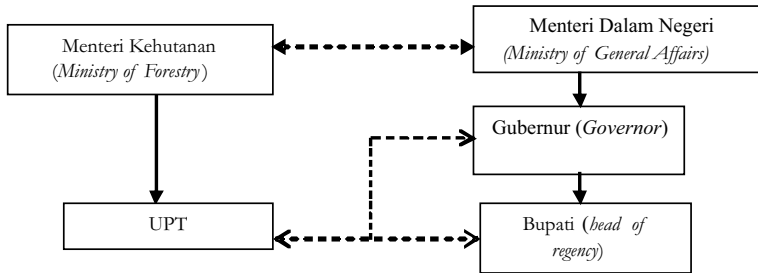 Menteri Kehutanan
(Ministry of Forestry)
Menteri Dalam Negeri
(Ministry of General Affairs)
Gubernur (Governor)
UPT
Bupati (head of
regency)